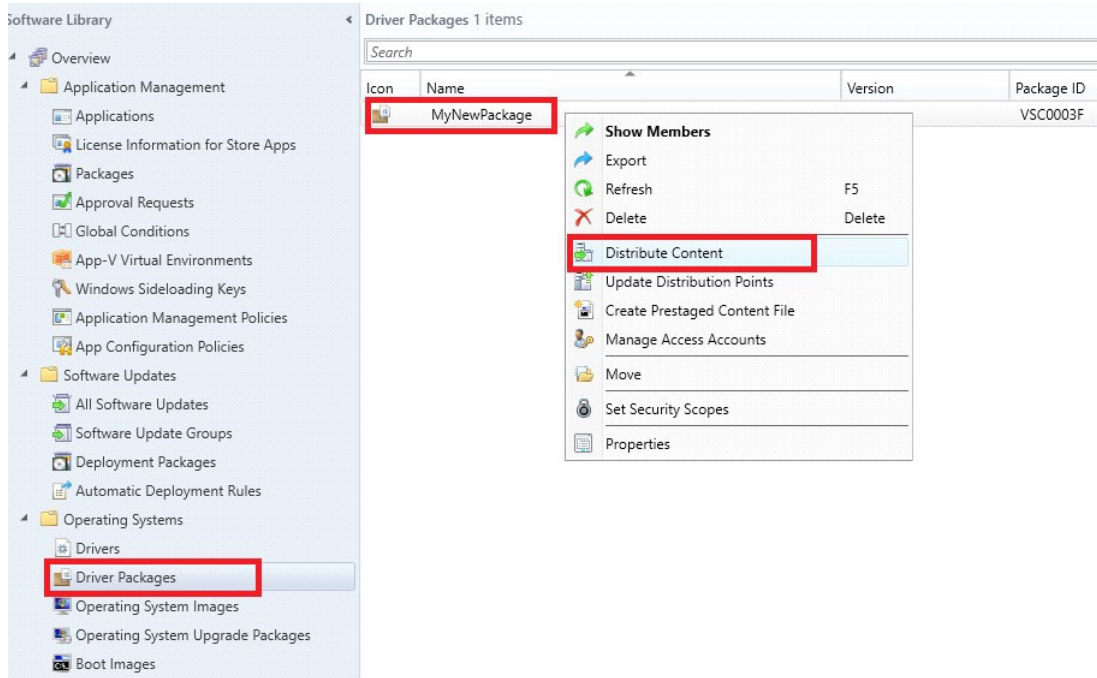 Software Library
Overview
Application Management
Applications
License Information for Store Apps
Packages
Approval Requests
Global Conditions
App-V Virtual Environments
Windows Sideloading Keys
Application Management Policies
App Configuration Policies
Software Updates
All Software Updates
Software Update Groups
Deployment Packages
Automatic Deployment Rules
Operating Systems
Drivers
Driver Packages
Operating System Images
Operating System Upgrade Packages
Boot Images
Driver Packages 1 items
Search
Icon Name Version Package ID
MyNewPackage VSC0003F
Show Members
Export
Refresh F5
Delete Delete
Distribute Content
Update Distribution Points
Create Prestaged Content File
Manage Access Accounts
Move
Set Security Scopes
Properties